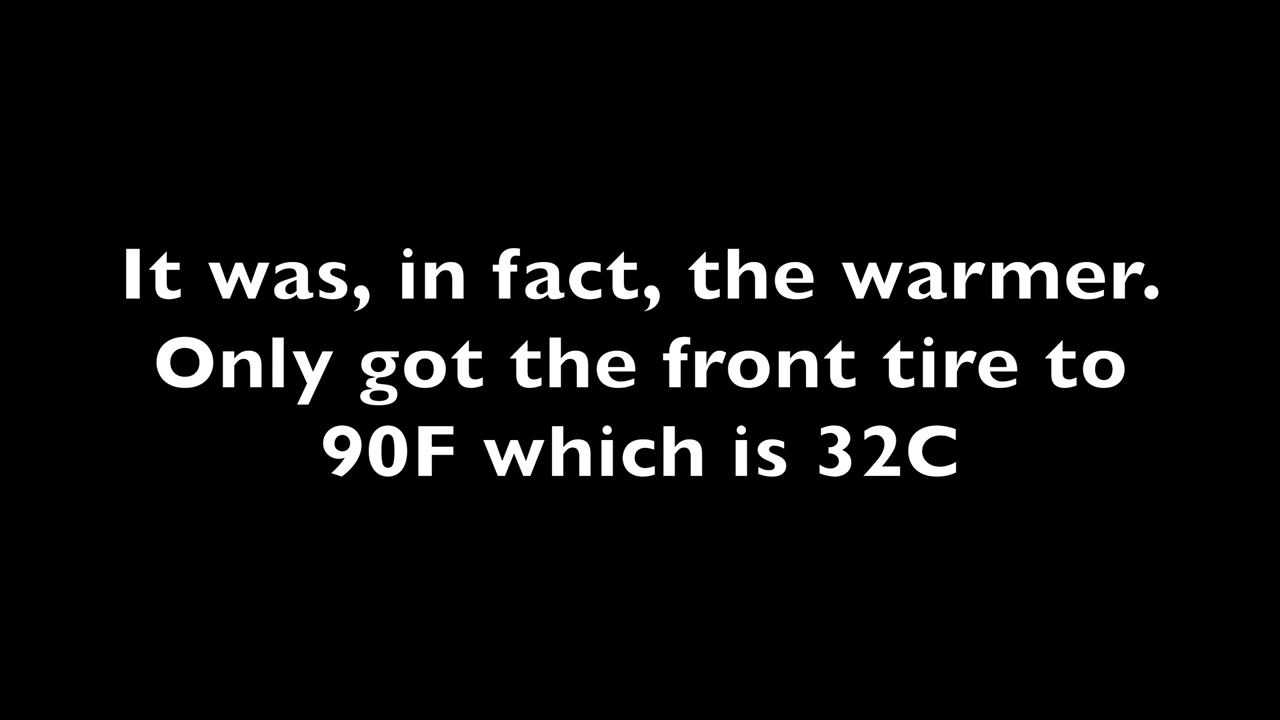 It was, in fact, the warmer.
Only got the front tire to
90F which is 32C